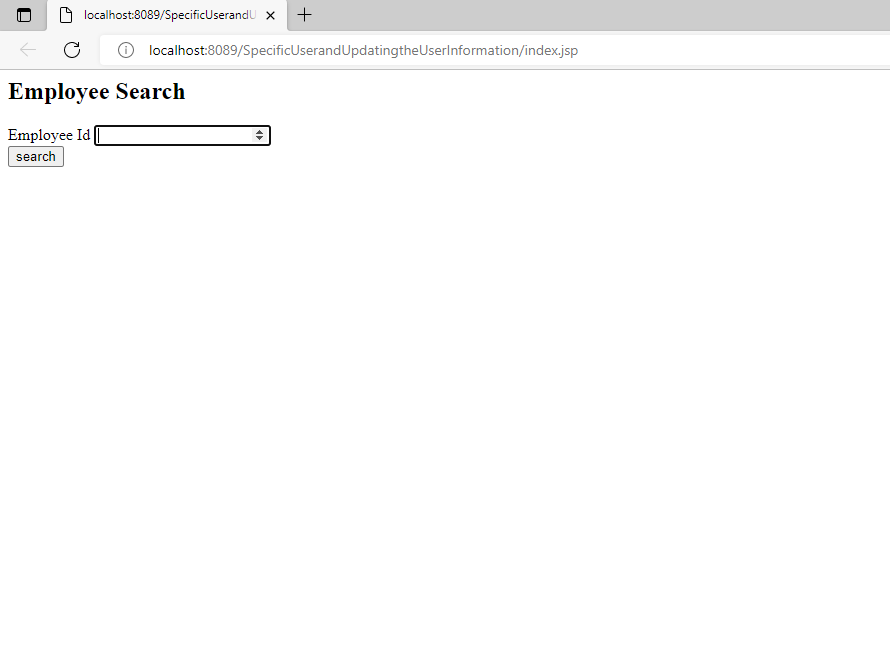 localhost:8089/SpecificUserandU
localhost:8089/SpecificUserandUpdatingtheUserInformation/index.jsp
Employee Search
Employee Id
search